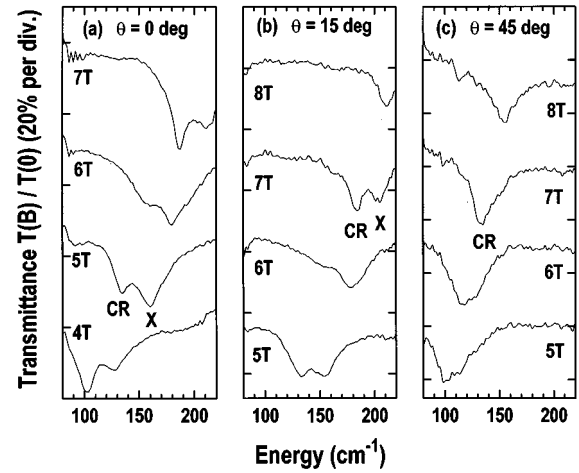 (a) θ = 0 deg
(b) θ = 15 deg
(c) θ = 45 deg
Transmittance T(B) / T(0) (20% per div.)
7T
6T
5T
CR
X
4T
8T
7T
CR
X
6T
5T
8T
7T
CR
6T
5T
100 150 200
100 150 200
100 150 200
Energy (cm-1)